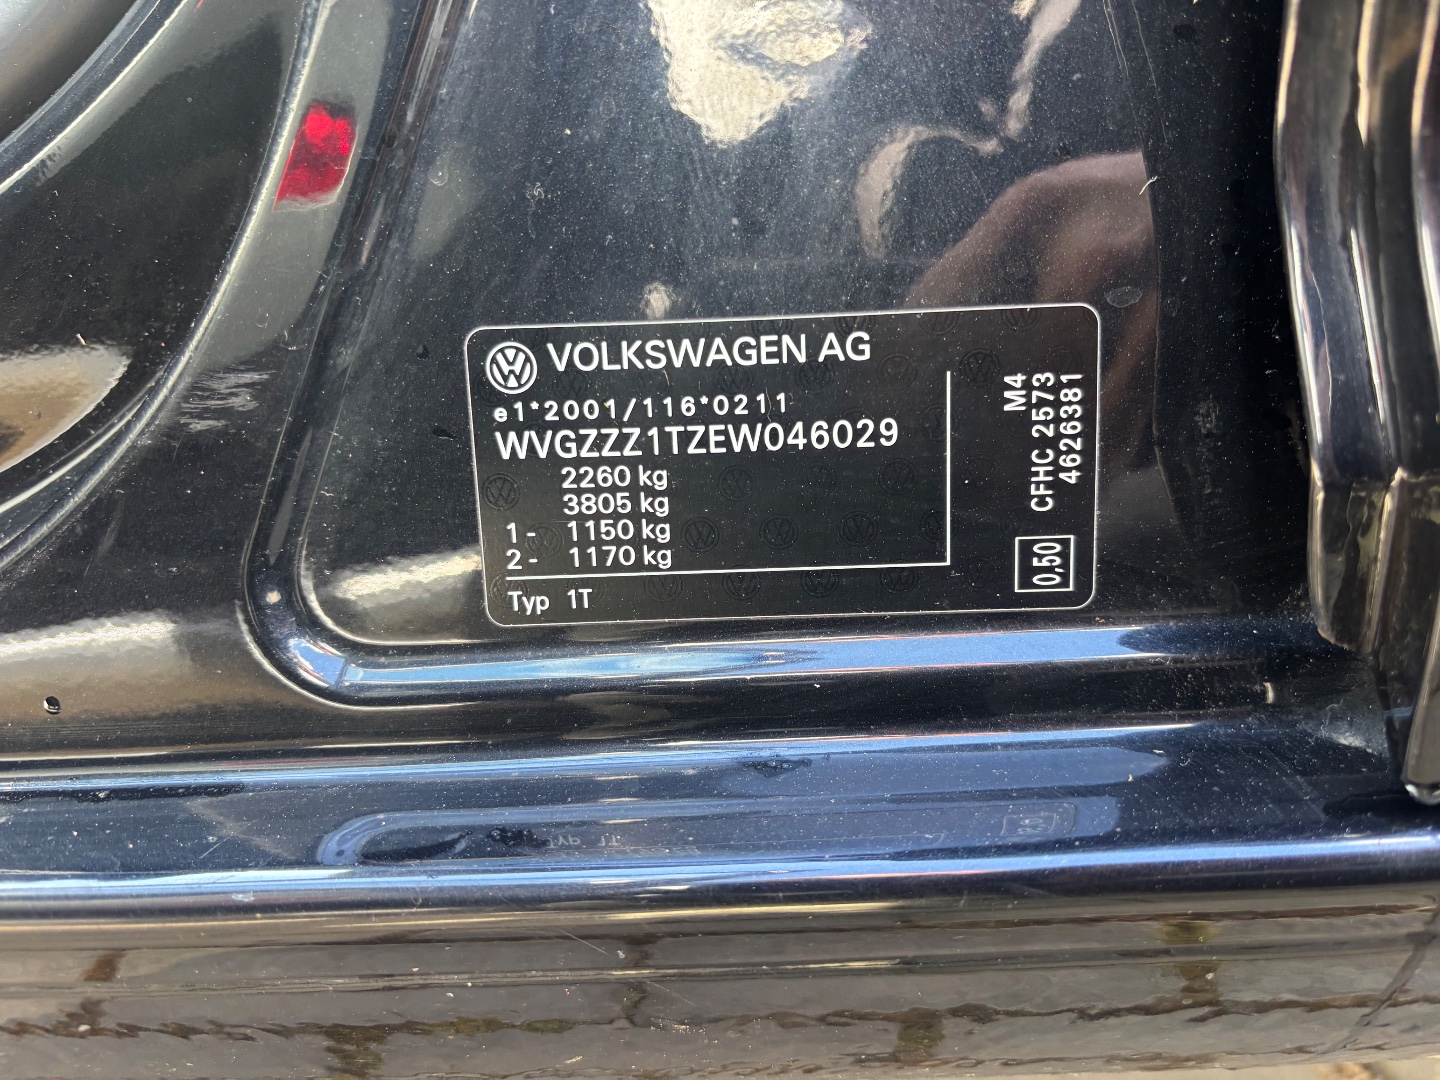 VOLKSWAGEN AG
e1*2001/116*0211
WVGZZZ1TZEW046029
2260 kg
3805 kg
1- 1150 kg
2- 1170 kg
Typ 1T
M4
CFHC 2573
4626381
0,50